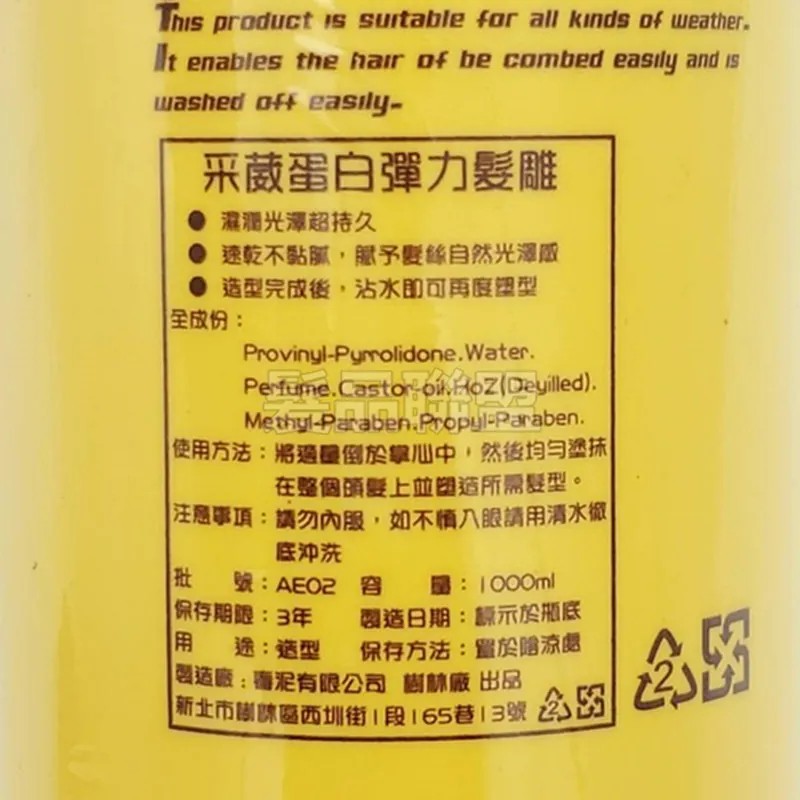 This product is suitable for all kinds of weather.
It enables the hair of be combed easily and is
washed off easily.
采葳蛋白彈力髮雕
● 濕潤光澤超持久
● 速乾不黏膩，賦予髮絲自然光澤感
● 造型完成後，沾水即可再度塑型
全成份：
Provinyl-Pyrrolidone.Water.
Perfume.Castor-oil.HoZ(Deyilled).
Methyl-Paraben.Propyl-Paraben.
髮品聯盟
使用方法：將適量倒於掌心中，然後均勻塗抹
在整個頭髮上並塑造所需髮型。
注意事項：請勿內服，如不慎入眼請用清水徹
底沖洗
批 號：AE02 容 量：1000ml
保存期限：3年 製造日期：標示於瓶底
用 途：造型 保存方法：置於陰涼處
製造廠：專泥有限公司 樹林廠 出品
新北市樹林區西圳街1段165巷13號 2
2